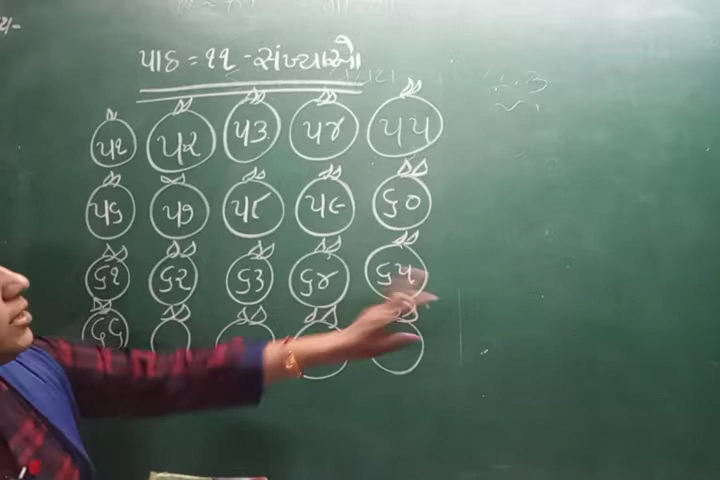 પાઠ = ૧૧ - સંખ્યાઓ
૫૧ ૫૨ ૫૩ ૫૪ ૫૫
૫૬ ૫૭ ૫૮ ૫૯ ૬૦
૬૧ ૬૨ ૬૩ ૬૪ ૬૫
૬૬